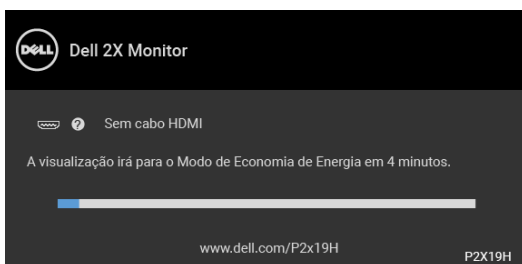 DELL Dell 2X Monitor
? Sem cabo HDMI
A visualização irá para o Modo de Economia de Energia em 4 minutos.
www.dell.com/P2x19H
P2X19H